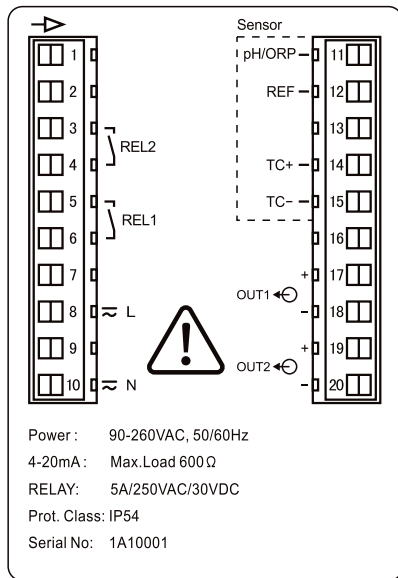 Sensor
1
2
3
4
5
6
7
8
9
10
REL2
REL1
≂ L
≂ N
!
pH/ORP
REF
TC+
TC−
+
OUT1
−
+
OUT2
−
11
12
13
14
15
16
17
18
19
20
Power : 90-260VAC, 50/60Hz
4-20mA : Max.Load 600Ω
RELAY: 5A/250VAC/30VDC
Prot. Class: IP54
Serial No: 1A10001